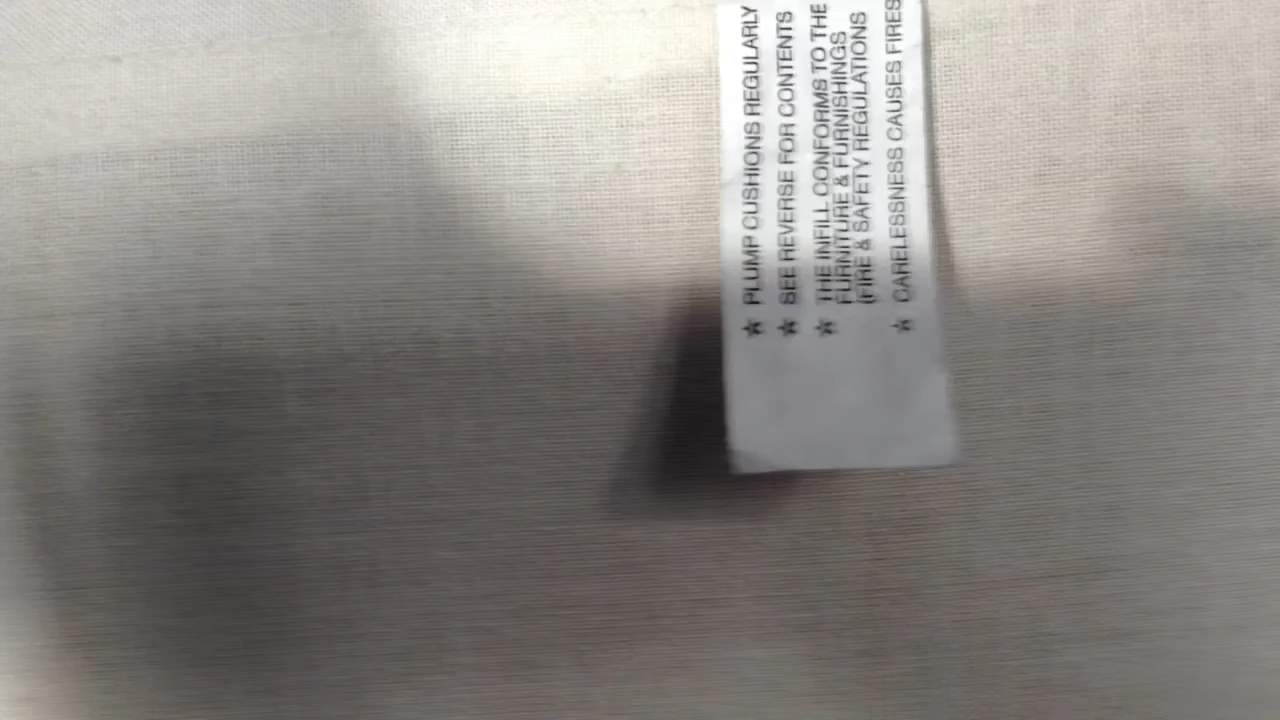 ★ PLUMP CUSHIONS REGULARLY
★ SEE REVERSE FOR CONTENTS
★ THE INFILL CONFORMS TO THE
FURNITURE & FURNISHINGS
(FIRE & SAFETY REGULATIONS
★ CARELESSNESS CAUSES FIRES